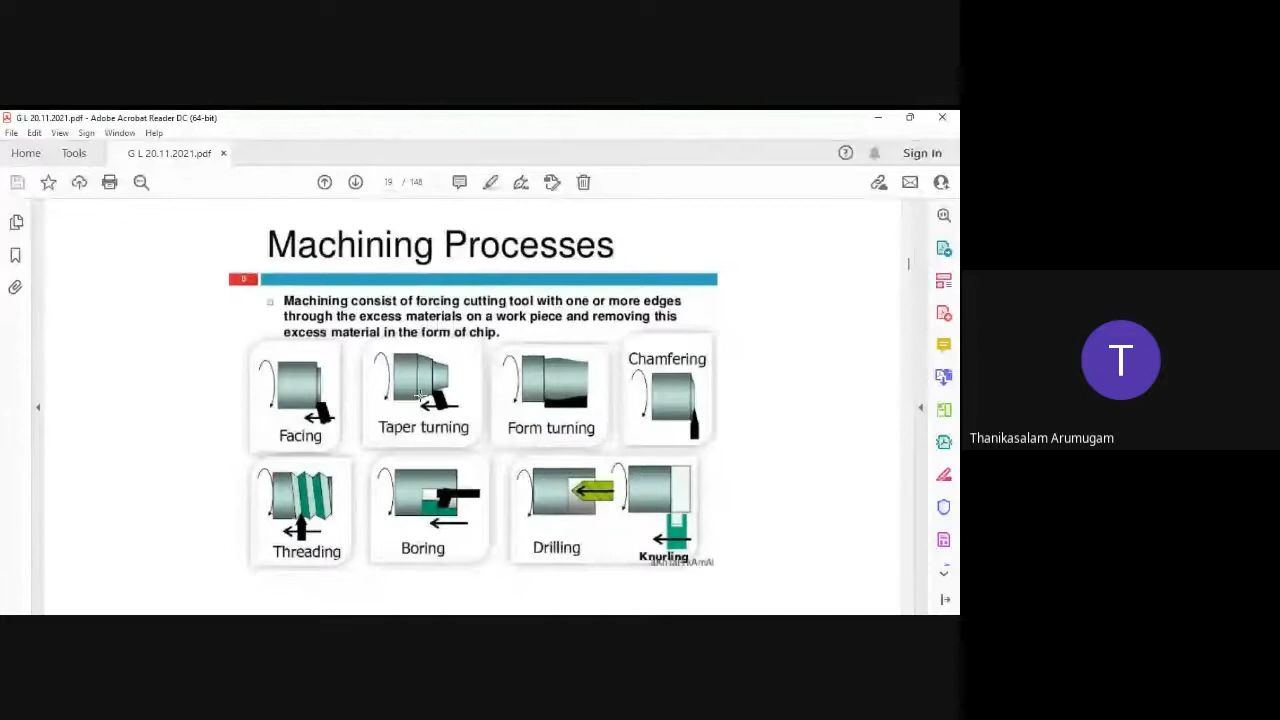 G L 20.11.2021.pdf - Adobe Acrobat Reader DC (64-bit)
File Edit View Sign Window Help
Home Tools G L 20.11.2021.pdf × Sign In
19 / 148
Machining Processes
Machining consist of forcing cutting tool with one or more edges
through the excess materials on a work piece and removing this
excess material in the form of chip.
Facing
Taper turning
Form turning
Chamfering
Threading
Boring
Drilling
Knurling
T
Thanikasalam Arumugam